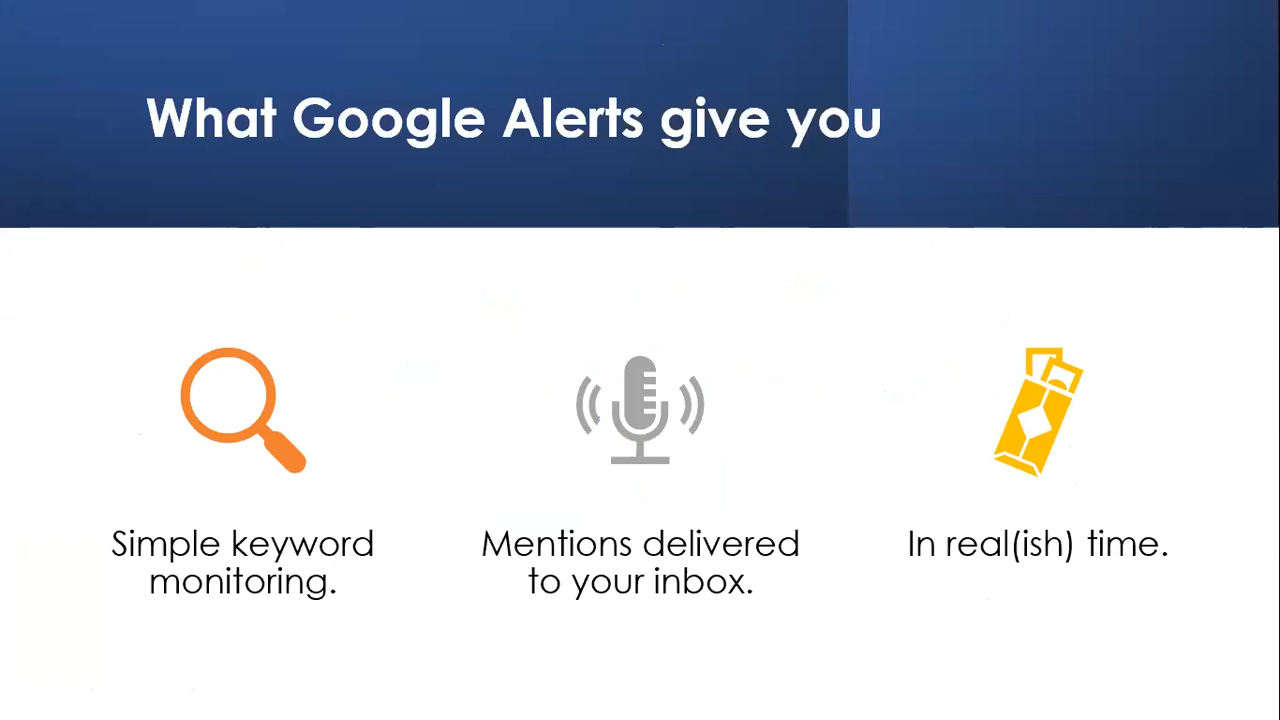 What Google Alerts give you
Simple keyword
monitoring.
Mentions delivered
to your inbox.
In real(ish) time.